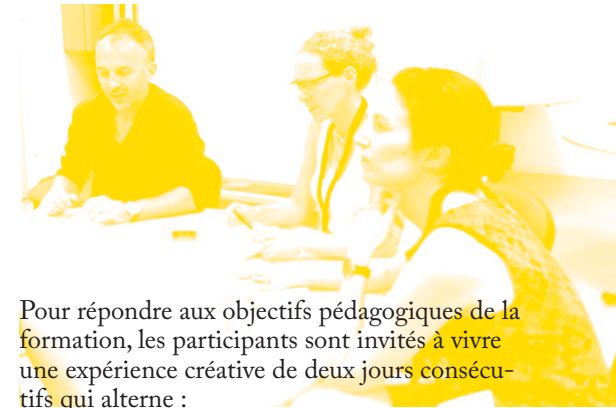 Pour répondre aux objectifs pédagogiques de la
formation, les participants sont invités à vivre
une expérience créative de deux jours consécu-
tifs qui alterne :